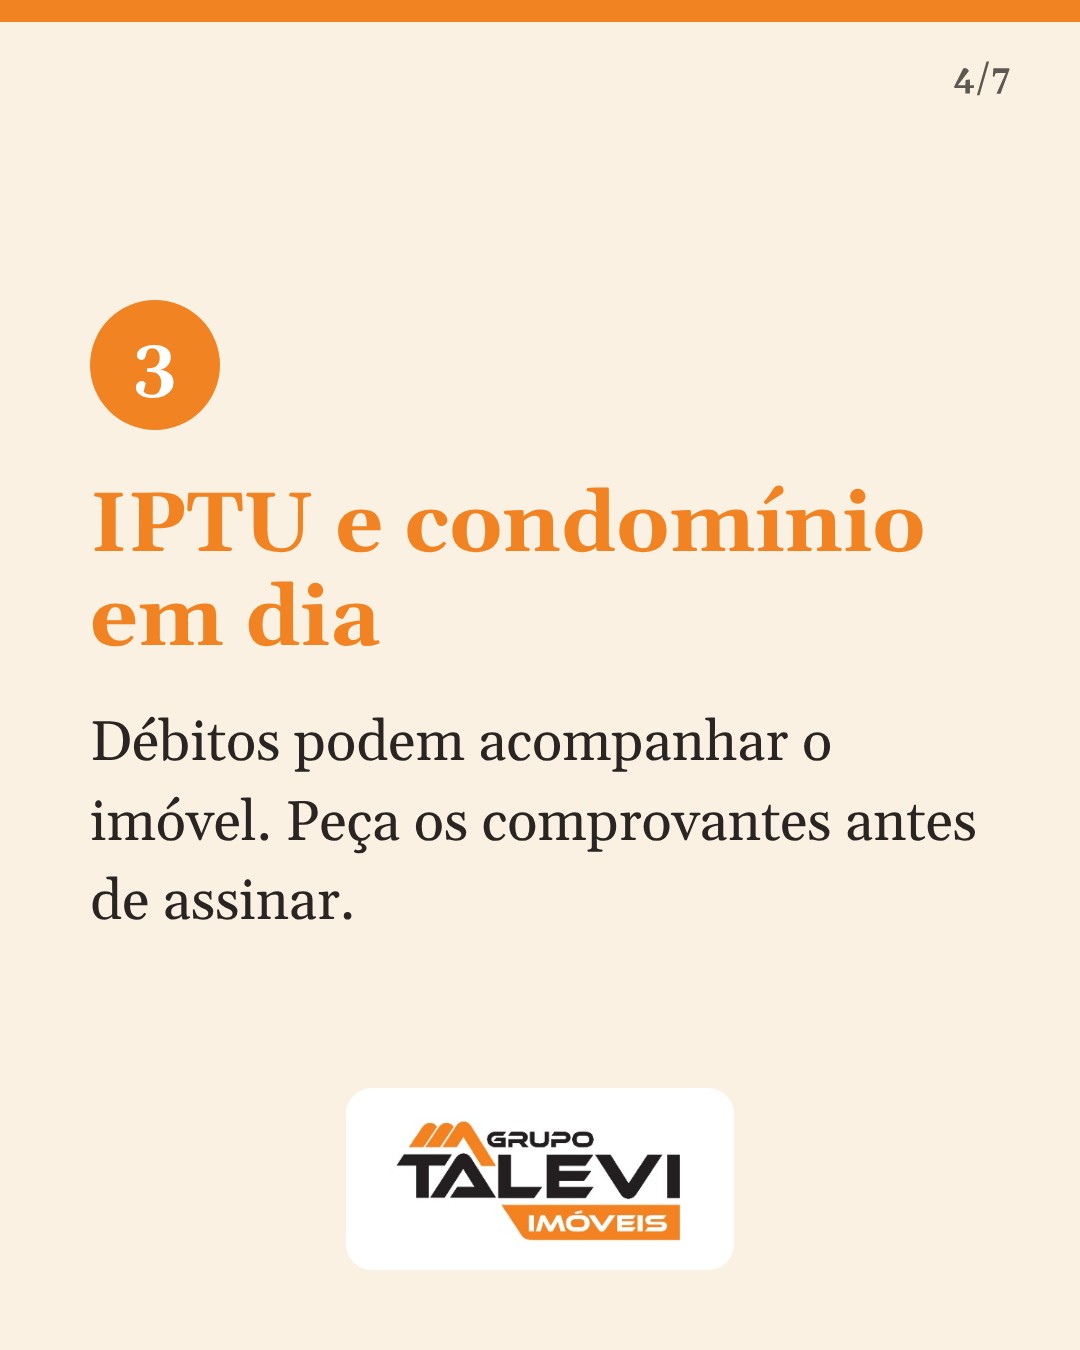 4/7
3
IPTU e condomínio
em dia
Débitos podem acompanhar o
imóvel. Peça os comprovantes antes
de assinar.
GRUPO
TALEVI
IMÓVEIS